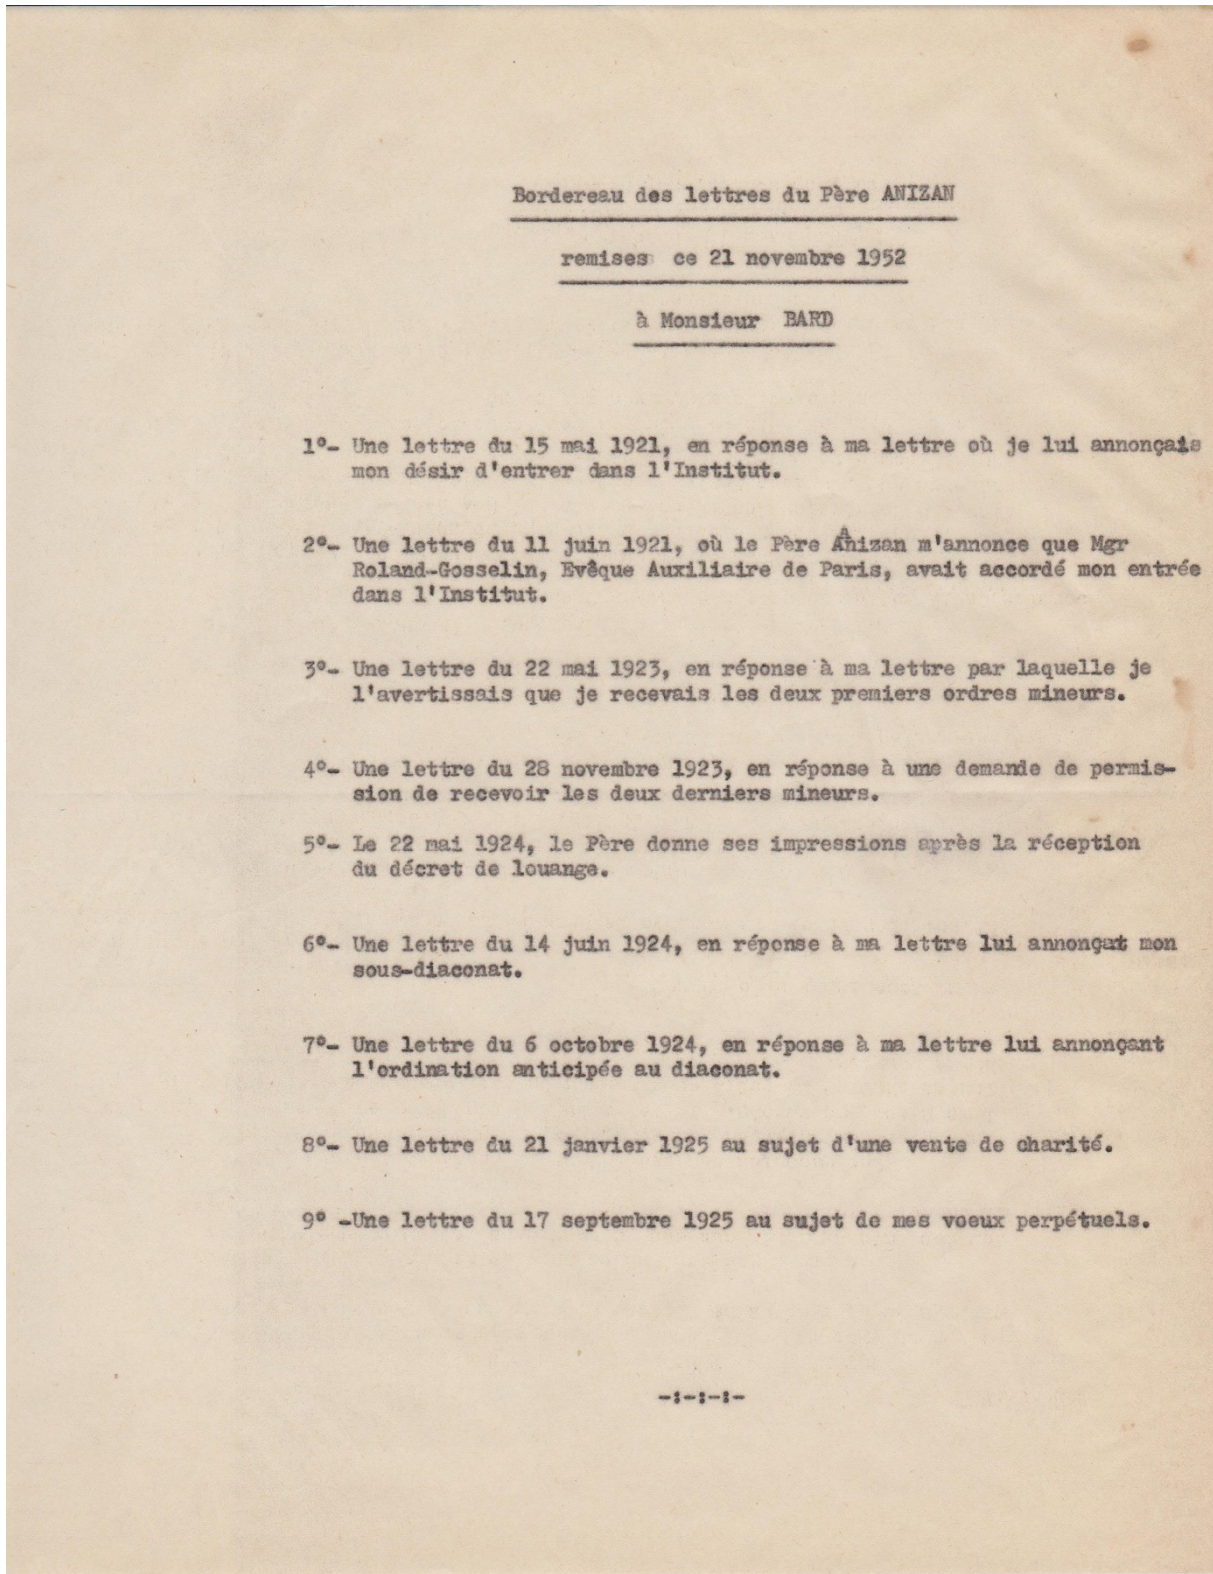 Bordereau des lettres du Père ANIZAN
remises ce 21 novembre 1952
à Monsieur BARD
1°- Une lettre du 15 mai 1921, en réponse à ma lettre où je lui annonçais
mon désir d'entrer dans l'Institut.
2°- Une lettre du 11 juin 1921, où le Père Anizan m'annonce que Mgr
Roland-Gosselin, Evêque Auxiliaire de Paris, avait accordé mon entrée
dans l'Institut.
3°- Une lettre du 22 mai 1923, en réponse à ma lettre par laquelle je
l'avertissais que je recevais les deux premiers ordres mineurs.
4°- Une lettre du 28 novembre 1923, en réponse à une demande de permis-
sion de recevoir les deux derniers mineurs.
5°- Le 22 mai 1924, le Père donne ses impressions après la réception
du décret de louange.
6°- Une lettre du 14 juin 1924, en réponse à ma lettre lui annonçat mon
sous-diaconat.
7°- Une lettre du 6 octobre 1924, en réponse à ma lettre lui annonçant
l'ordination anticipée au diaconat.
8°- Une lettre du 21 janvier 1925 au sujet d'une vente de charité.
9° -Une lettre du 17 septembre 1925 au sujet de mes voeux perpétuels.
-:-:-:-